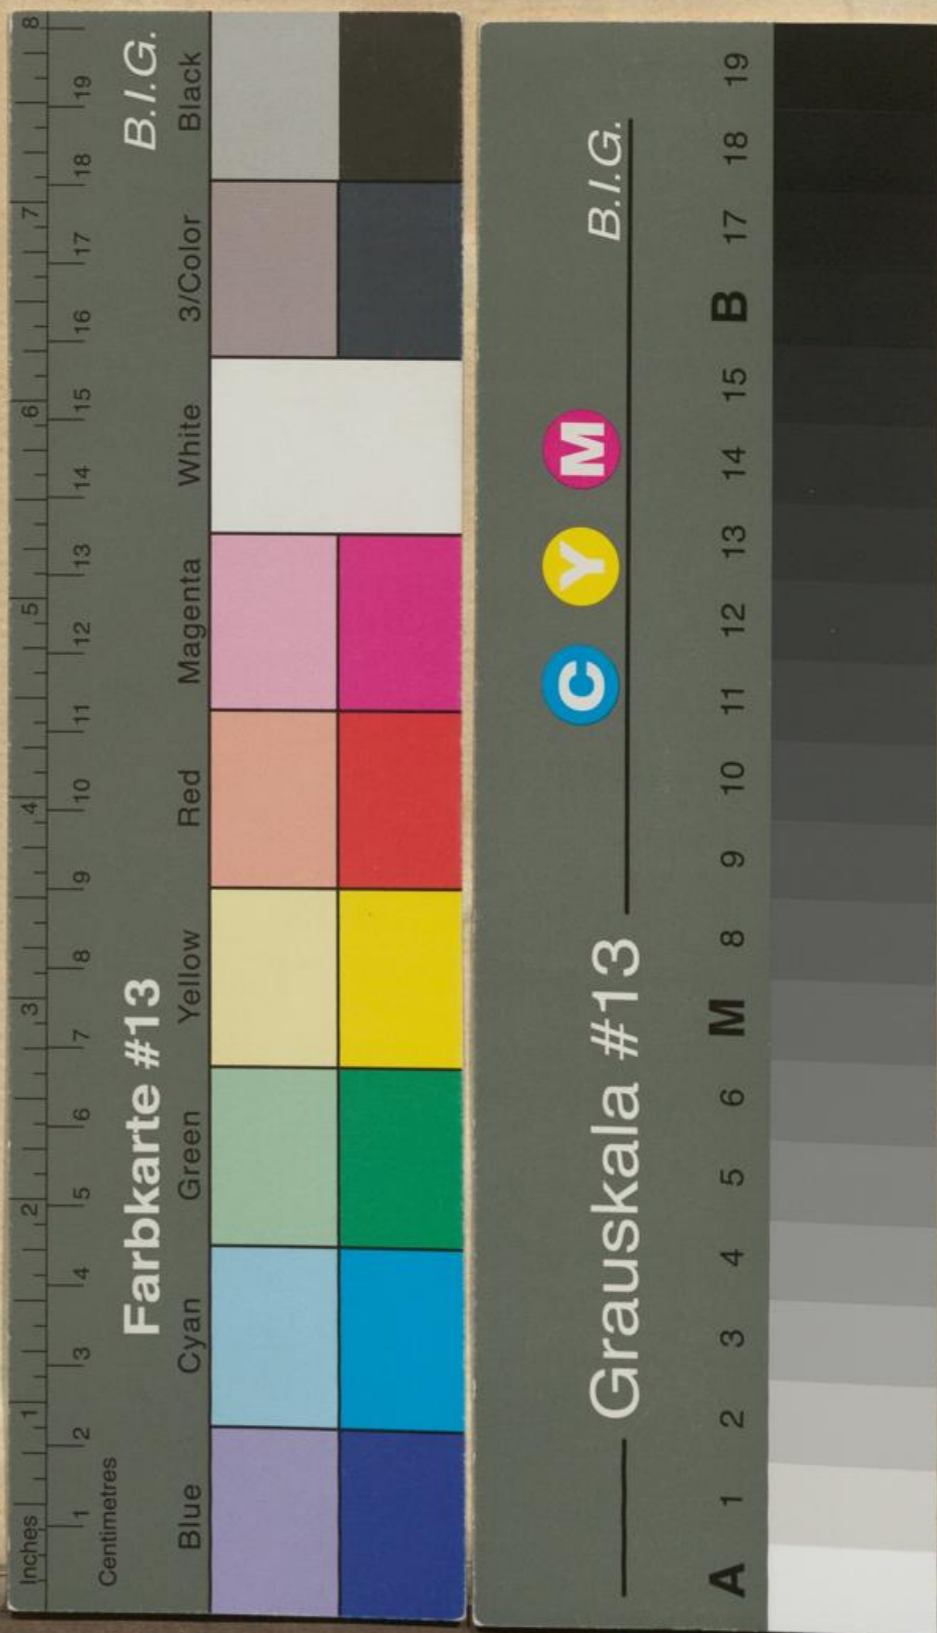 Inches 1 2 3 4 5 6 7 8
1 2 3 4 5 6 7 8 9 10 11 12 13 14 15 16 17 18 19
Centimetres
Farbkarte #13 B.I.G.
Blue Cyan Green Yellow Red Magenta White 3/Color Black
C Y M
Grauskala #13 B.I.G.
A 1 2 3 4 5 6 M 8 9 10 11 12 13 14 15 B 17 18 19